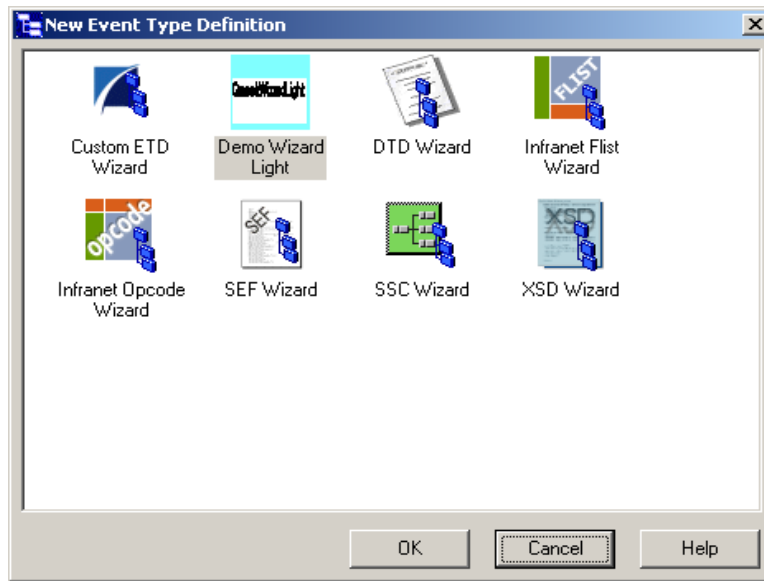 New Event Type Definition
FLIST
Custom ETD
Wizard
Demo Wizard
Light
DTD Wizard
Infranet Flist
Wizard
opcode
SEF
XSD
Infranet Opcode
Wizard
SEF Wizard
SSC Wizard
XSD Wizard
OK
Cancel
Help